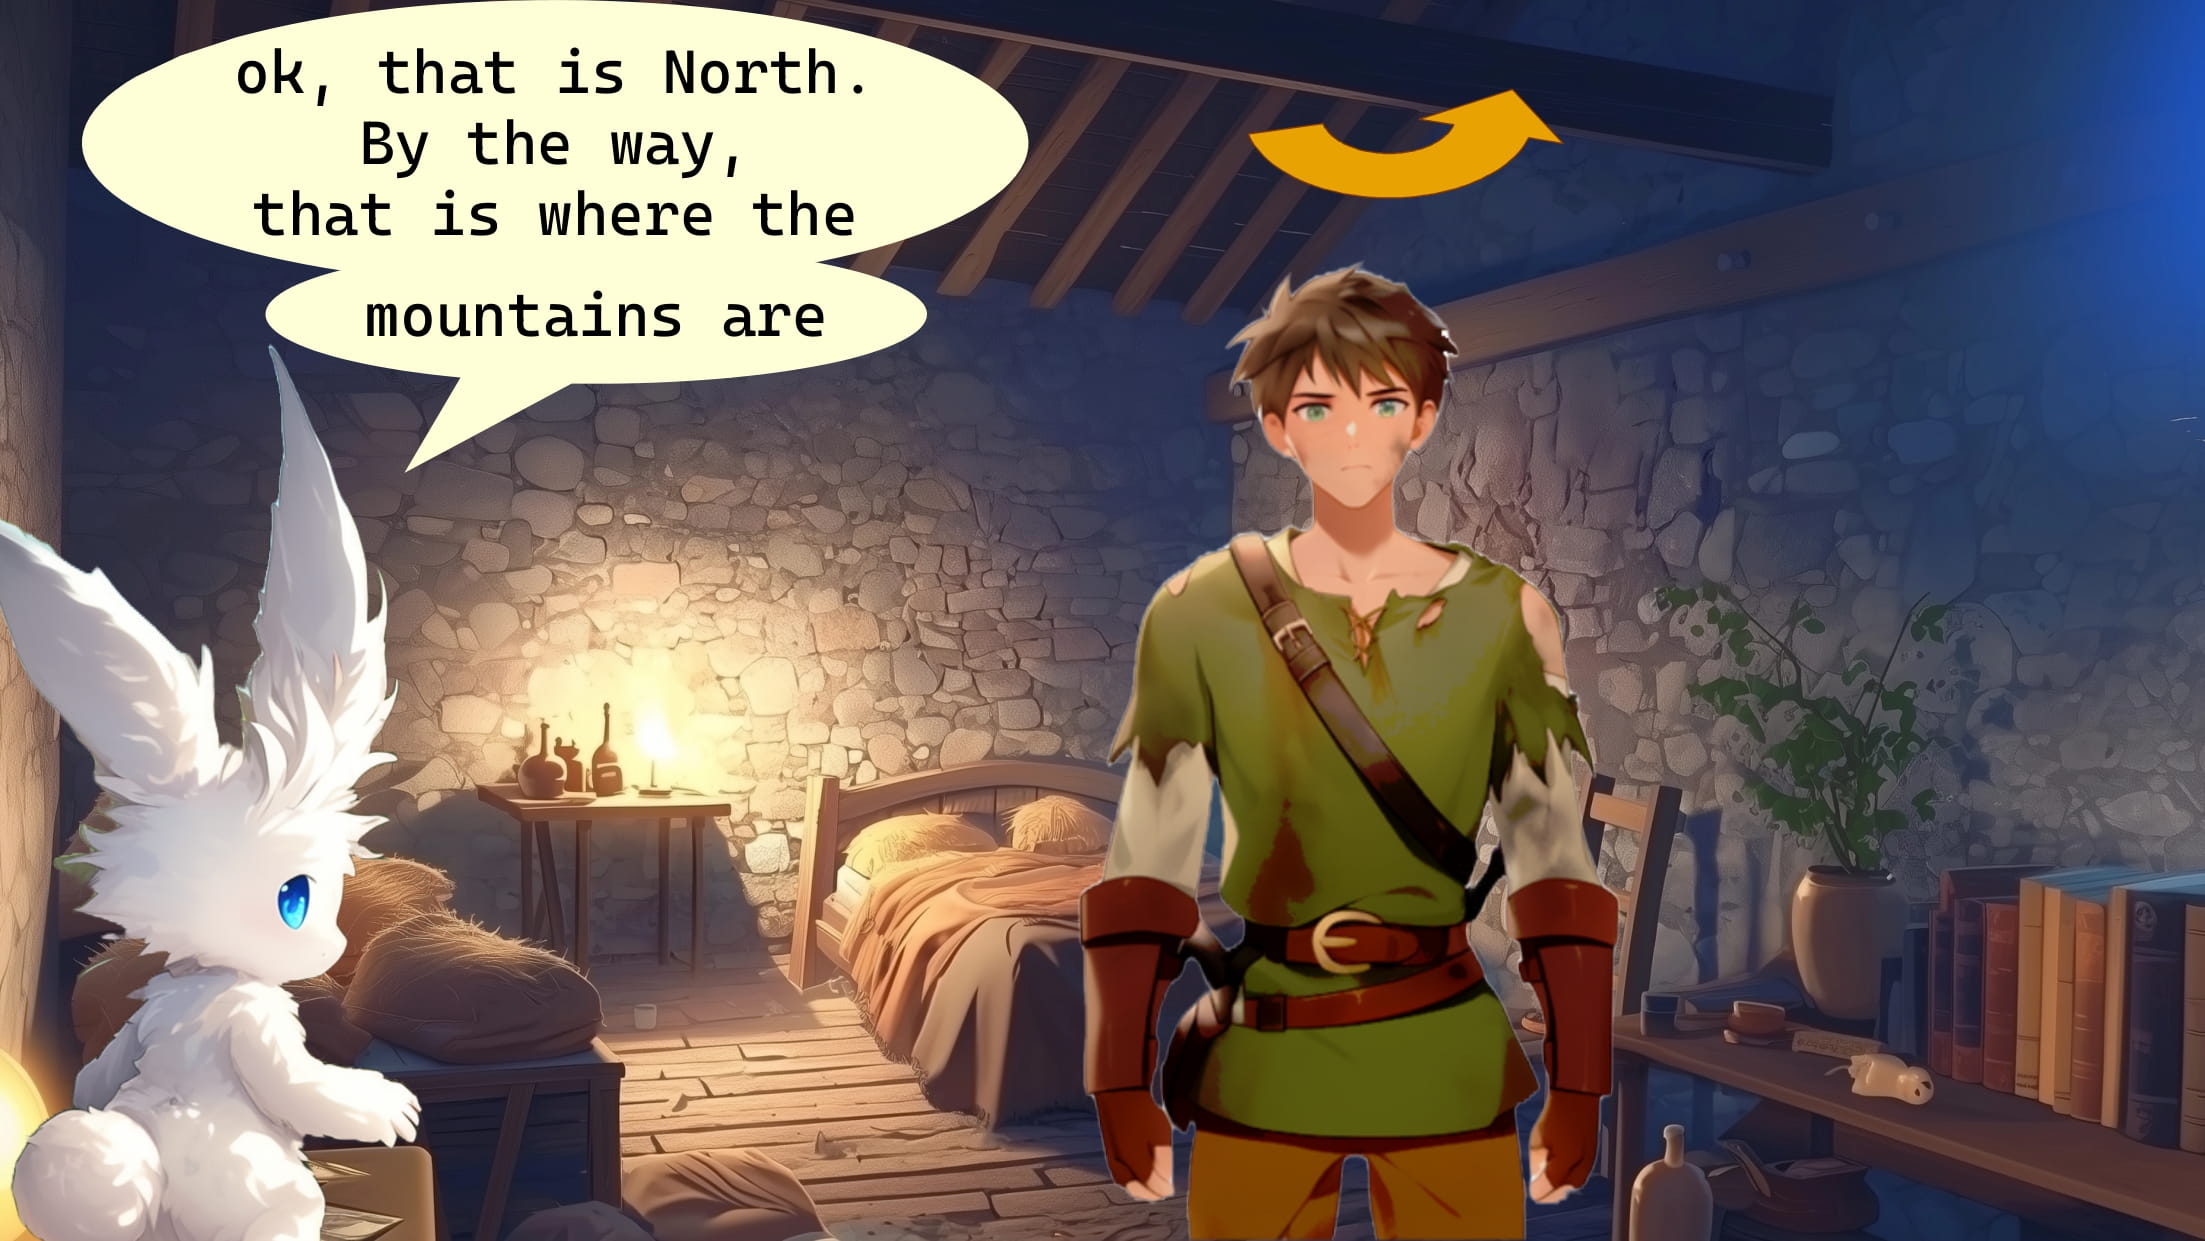 ok, that is North.
By the way,
that is where the
mountains are